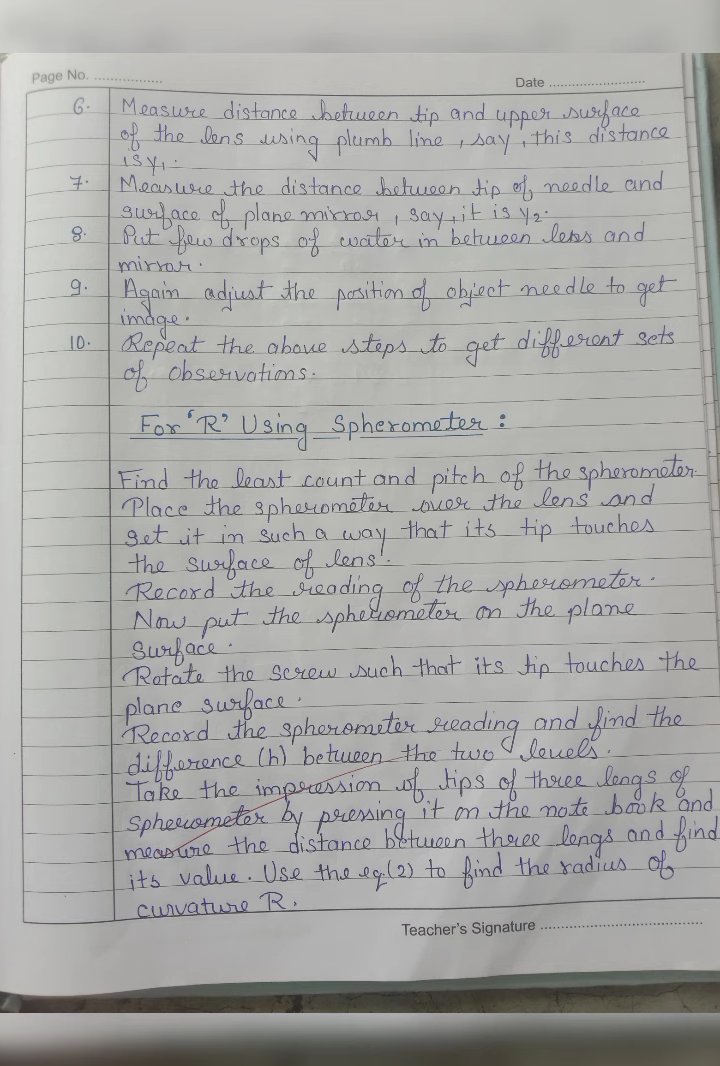 Page No. ..................
Date ..........................
6. Measure distance between tip and upper surface
of the lens using plumb line, say, this distance
is y₁.
7. Measure the distance between tip of needle and
surface of plane mirror, say, it is y₂.
8. Put few drops of water in between lens and
mirror.
9. Again adjust the position of object needle to get
image.
10. Repeat the above steps to get different sets
of observations.
For 'R' Using Spherometer :
Find the least count and pitch of the spherometer.
Place the spherometer over the lens and
set it in such a way that its tip touches
the surface of lens.
Record the reading of the spherometer.
Now put the spherometer on the plane
surface.
Rotate the screw such that its tip touches the
plane surface.
Record the spherometer reading and find the
difference (h) between the two levels.
Take the impression of tips of three lengs of
spherometer by pressing it on the note book and
measure the distance between three lengs and find
its value. Use the eq.(2) to find the radius of
curvature R.
Teacher's Signature ..........................................